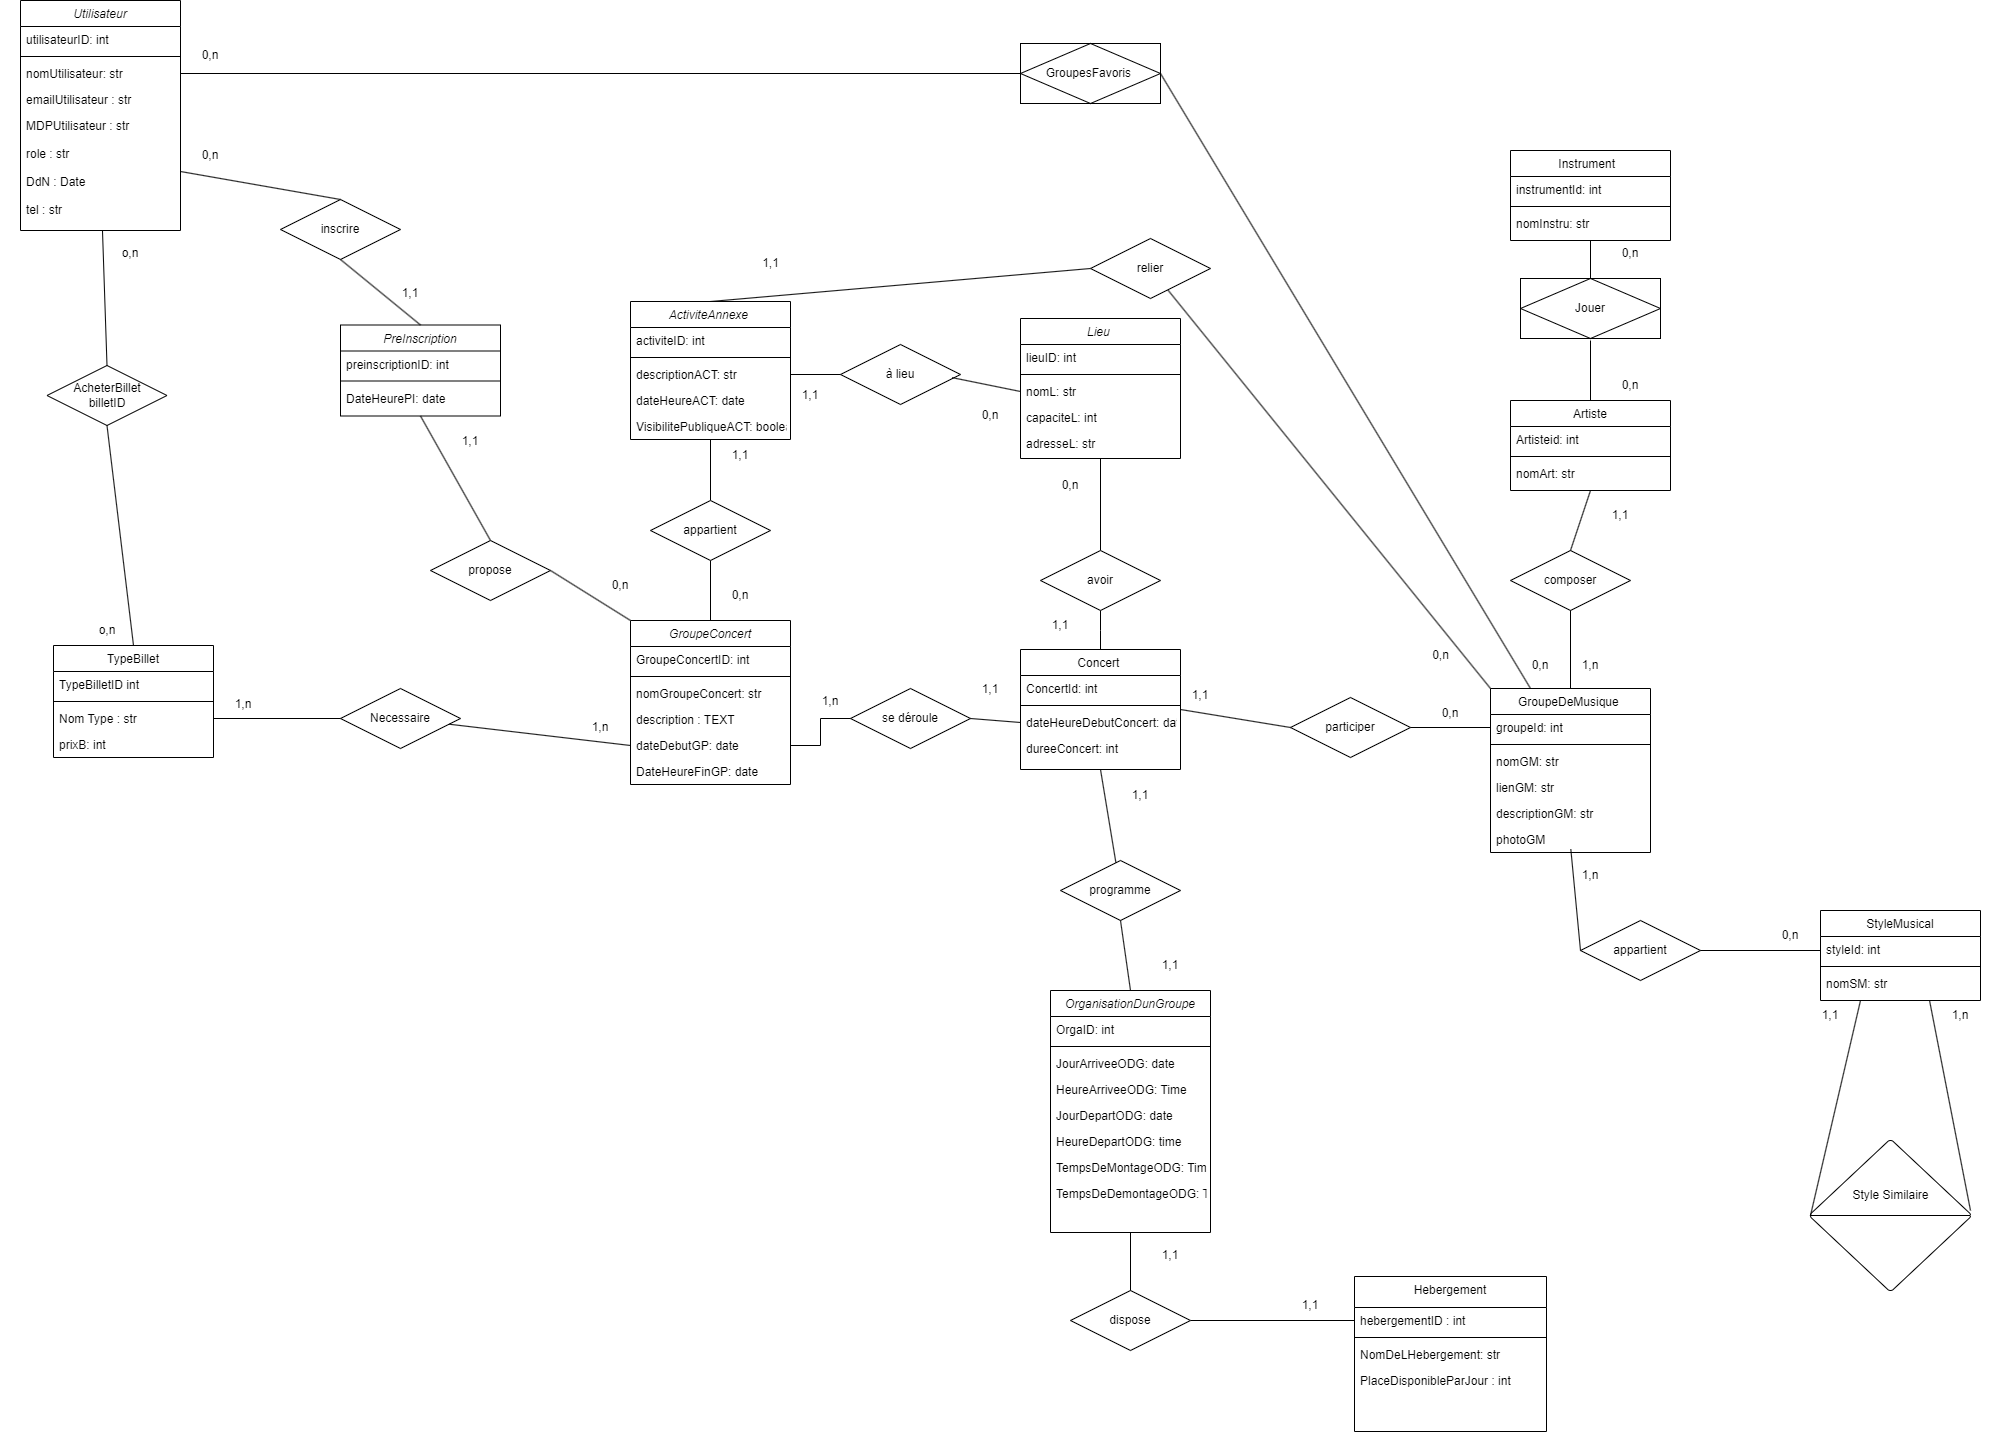 Utilisateur
utilisateurID: int
nomUtilisateur: str
emailUtilisateur : str
MDPUtilisateur : str
role : str
DdN : Date
tel : str
0,n
GroupesFavoris
0,n
inscrire
1,1
o,n
AcheterBillet
billetID
o,n
PreInscription
preinscriptionID: int
DateHeurePI: date
1,1
propose
0,n
1,1
relier
ActiviteAnnexe
activiteID: int
descriptionACT: str
dateHeureACT: date
VisibilitePubliqueACT: boole
1,1
à lieu
0,n
Lieu
lieuID: int
nomL: str
capaciteL: int
adresseL: str
1,1
appartient
0,n
0,n
avoir
1,1
Instrument
instrumentId: int
nomInstru: str
0,n
Jouer
0,n
Artiste
Artisteid: int
nomArt: str
1,1
composer
0,n
0,n
1,n
TypeBillet
TypeBilletID int
Nom Type : str
prixB: int
1,n
Necessaire
1,n
GroupeConcert
GroupeConcertID: int
nomGroupeConcert: str
description : TEXT
dateDebutGP: date
DateHeureFinGP: date
1,n
se déroule
1,1
Concert
ConcertId: int
dateHeureDebutConcert: da
dureeConcert: int
1,1
participer
0,n
GroupeDeMusique
groupeId: int
nomGM: str
lienGM: str
descriptionGM: str
photoGM
1,n
appartient
0,n
StyleMusical
styleId: int
nomSM: str
1,1
1,n
Style Similaire
1,1
programme
1,1
OrganisationDunGroupe
OrgaID: int
JourArriveeODG: date
HeureArriveeODG: Time
JourDepartODG: date
HeureDepartODG: time
TempsDeMontageODG: Tim
TempsDeDemontageODG: T
1,1
dispose
1,1
Hebergement
hebergementID : int
NomDeLHebergement: str
PlaceDisponibleParJour : int